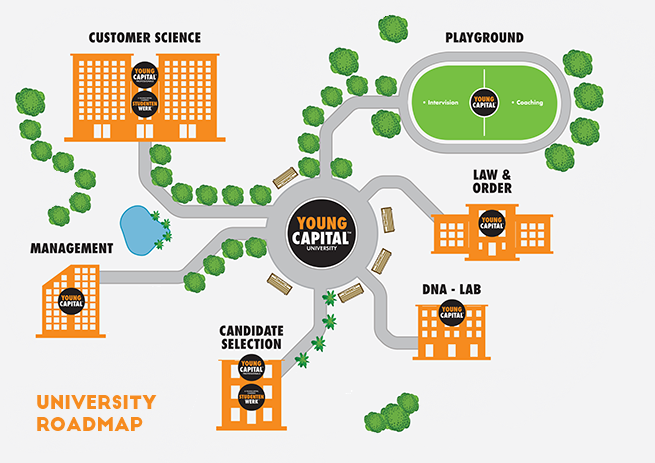 CUSTOMER SCIENCE
YOUNG
CAPITAL
STUDENTEN
WERK
PLAYGROUND
• Intervision
YOUNG
CAPITAL
• Coaching
LAW &
ORDER
YOUNG
CAPITAL
YOUNG
CAPITAL™
UNIVERSITY
MANAGEMENT
YOUNG
CAPITAL
DNA - LAB
YOUNG
CAPITAL
CANDIDATE
SELECTION
YOUNG
CAPITAL
STUDENTEN
WERK
UNIVERSITY
ROADMAP